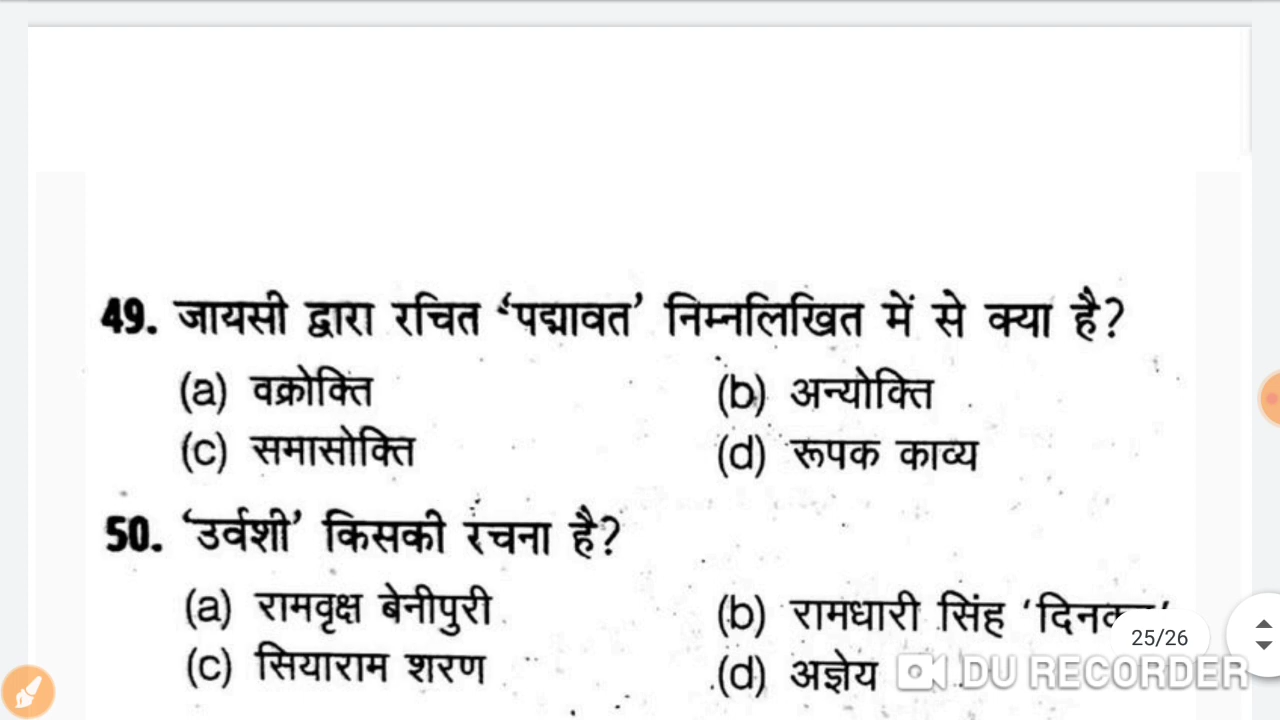 49. जायसी द्वारा रचित ‘पद्मावत’ निम्नलिखित में से क्या है?
(a) वक्रोक्ति (b) अन्योक्ति
(c) समासोक्ति (d) रूपक काव्य
50. ‘उर्वशी’ किसकी रचना है?
(a) रामवृक्ष बेनीपुरी (b) रामधारी सिंह
25/26
(c) सियाराम शरण (d) अज्ञेय
DU RECORDER